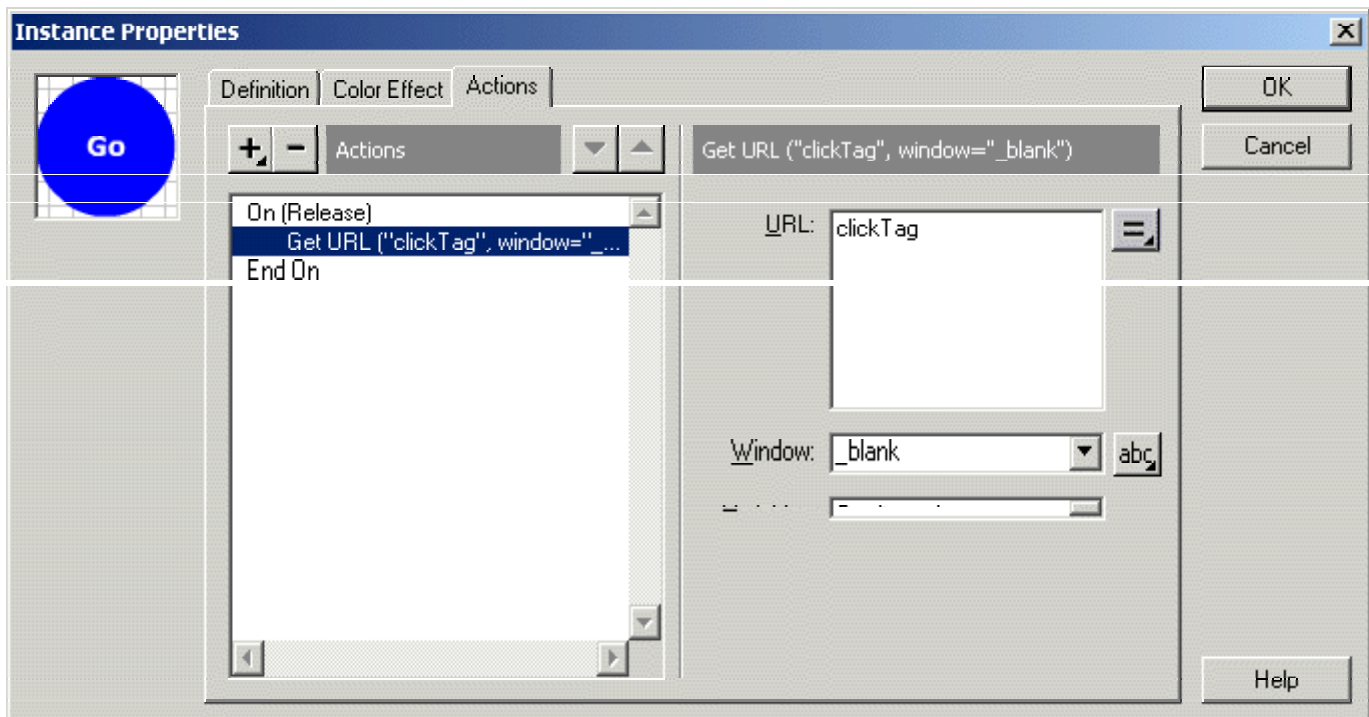 Instance Properties
Go
Definition
Color Effect
Actions
OK
Cancel
Help
Actions
Get URL ("clickTag", window="_blank")
On (Release)
Get URL ("clickTag", window="_...
End On
URL:
clickTag
Window:
_blank
abc